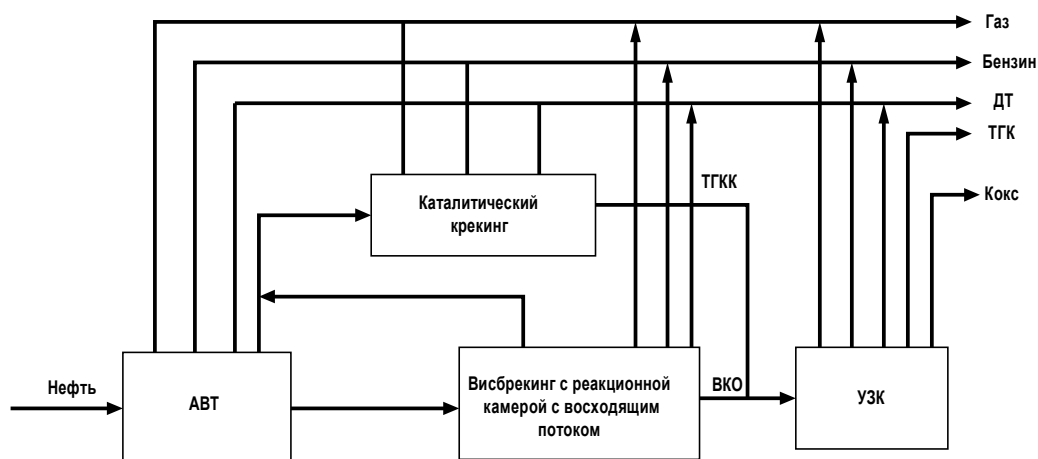 Газ
Бензин
ДТ
ТГК
ТГКК
Кокс
Каталитический
крекинг
Нефть
АВТ
Висбрекинг с реакционной
камерой с восходящим
потоком
ВКО
УЗК